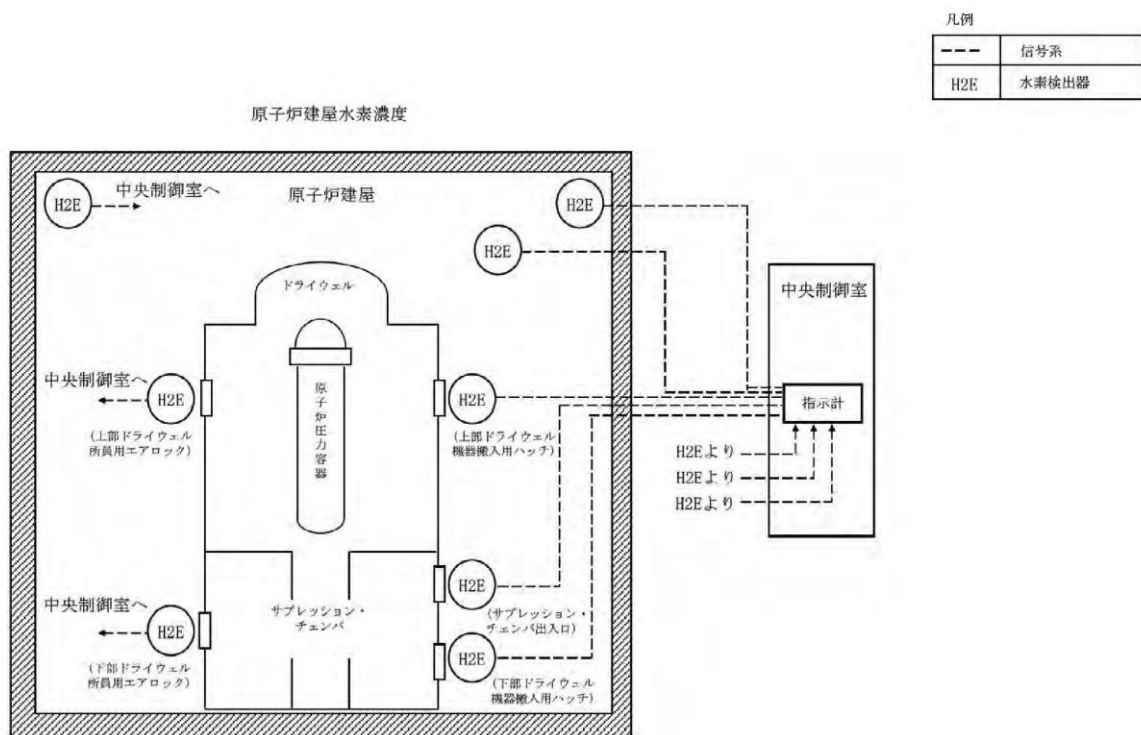 凡例
信号系
H2E
水素検出器
原子炉建屋水素濃度
H2E
中央制御室へ
原子炉建屋
H2E
H2E
中央制御室
ドライウェル
原子炉圧力容器
中央制御室へ
H2E
(上部ドライウェル
所員用エアロック)
H2E
(上部ドライウェル
機器搬入用ハッチ)
指示計
H2Eより
H2Eより
H2Eより
中央制御室へ
H2E
(下部ドライウェル
所員用エアロック)
サプレッション・
チェンバ
H2E
(サプレッション・
チェンバ出入口)
H2E
(下部ドライウェル
機器搬入用ハッチ)